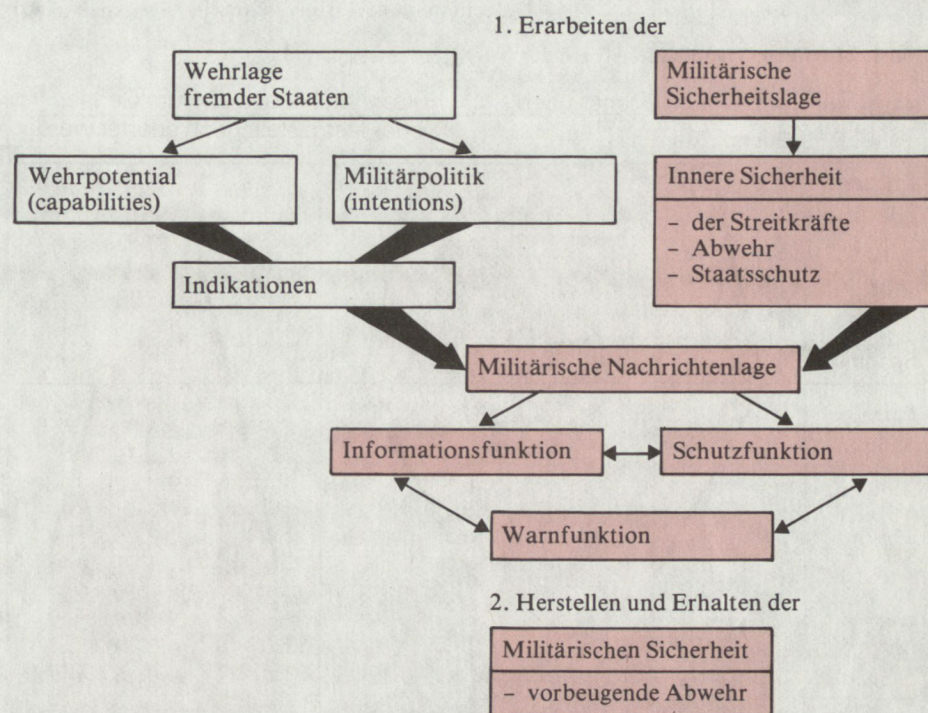 1. Erarbeiten der
Wehrlage
fremder Staaten
Militärische
Sicherheitslage
Wehrpotential
(capabilities)
Militärpolitik
(intentions)
Innere Sicherheit
– der Streitkräfte
– Abwehr
– Staatsschutz
Indikationen
Militärische Nachrichtenlage
Informationsfunktion
Schutzfunktion
Warnfunktion
2. Herstellen und Erhalten der
Militärischen Sicherheit
– vorbeugende Abwehr